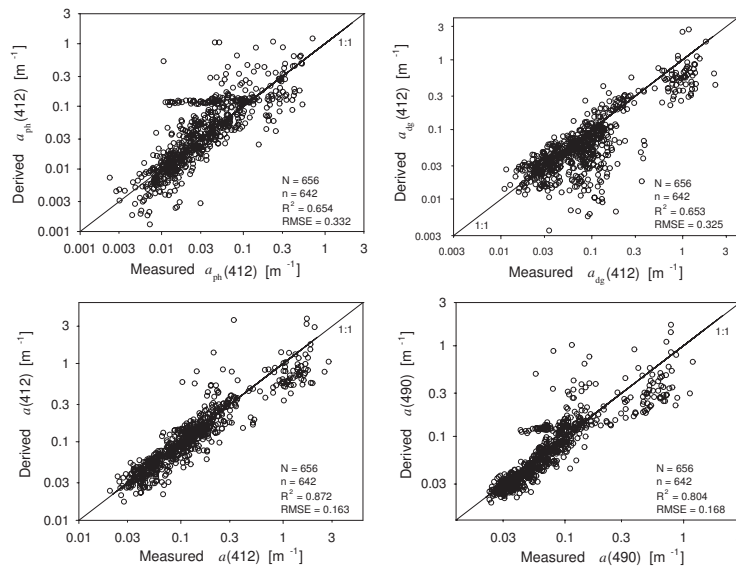 3
1
0.3
0.1
0.03
0.01
0.003
0.001
Derived aph(412) [m⁻¹]
1:1
N = 656
n = 642
R² = 0.654
RMSE = 0.332
0.001 0.003 0.01 0.03 0.1 0.3 1 3
Measured aph(412) [m⁻¹]
3
1
0.3
0.1
0.03
0.01
0.003
Derived adg(412) [m⁻¹]
1:1
N = 656
n = 642
R² = 0.653
RMSE = 0.325
1:1
0.003 0.01 0.03 0.1 0.3 1 3
Measured adg(412) [m⁻¹]
3
1
0.3
0.1
0.03
0.01
Derived a(412) [m⁻¹]
1:1
N = 656
n = 642
R² = 0.872
RMSE = 0.163
0.01 0.03 0.1 0.3 1 3
Measured a(412) [m⁻¹]
3
1
0.3
0.1
0.03
Derived a(490) [m⁻¹]
1:1
N = 656
n = 642
R² = 0.804
RMSE = 0.168
0.03 0.1 0.3 1 3
Measured a(490) [m⁻¹]